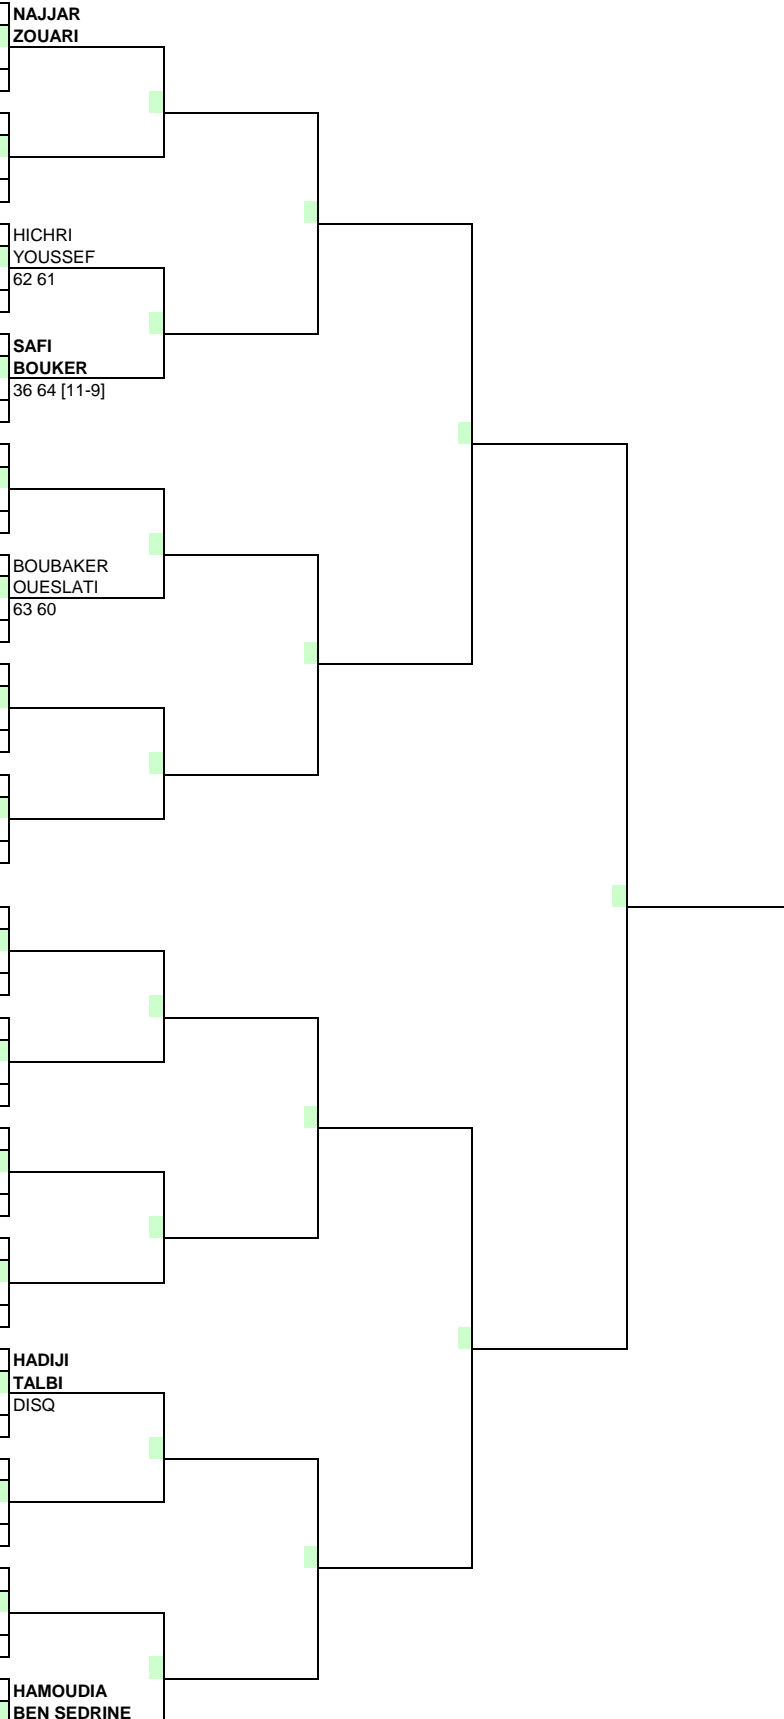 NAJJAR
ZOUARI
HICHRI
YOUSSEF
62 61
SAFI
BOUKER
36 64 [11-9]
BOUBAKER
OUESLATI
63 60
HADIJI
TALBI
DISQ
HAMOUDIA
BEN SEDRINE